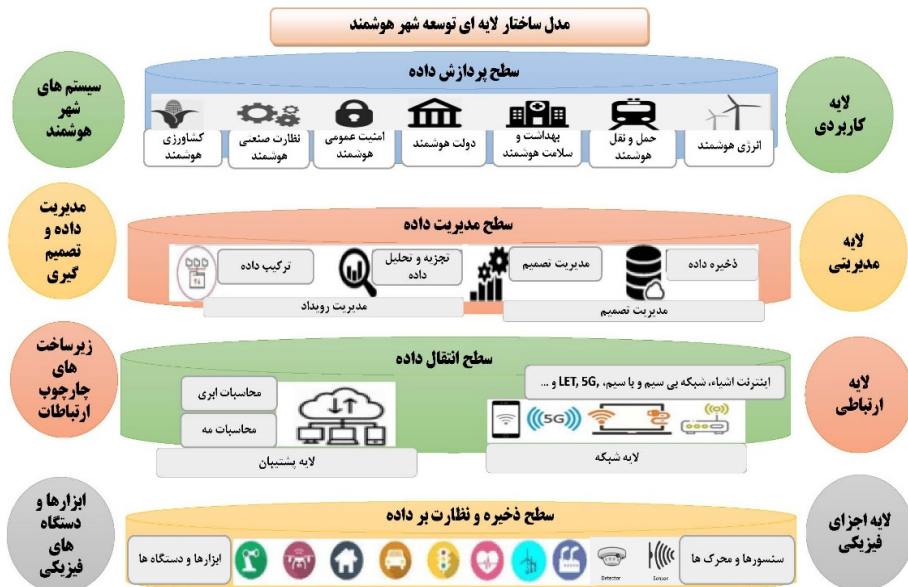 مدل ساختار لایه ای توسعه شهر هوشمند
سطح پردازش داده
لایه
کاربردی
انرژی هوشمند
حمل و نقل
هوشمند
بهداشت و
سلامت هوشمند
دولت هوشمند
امنیت عمومی
هوشمند
نظارت صنعتی
هوشمند
کشاورزی
هوشمند
سیستم های
شهر
هوشمند
سطح مدیریت داده
لایه
مدیریتی
ذخیره داده
مدیریت تصمیم
تجزیه و تحلیل
داده
ترکیب داده
مدیریت تصمیم
مدیریت رویداد
مدیریت
داده و
تصمیم
گیری
سطح انتقال داده
لایه
ارتباطی
اینترنت اشیاء، شبکه بی سیم و با سیم، LET, 5G, و ...
5G
لایه شبکه
محاسبات ابری
محاسبات مه
لایه پشتیبان
زیرساخت
های
چارچوب
ارتباطات
سطح ذخیره و نظارت بر داده
لایه اجزای
فیزیکی
سنسورها و محرک ها
Sensor
Detector
ابزارها و دستگاه ها
ابزارها و
دستگاه
های
فیزیکی